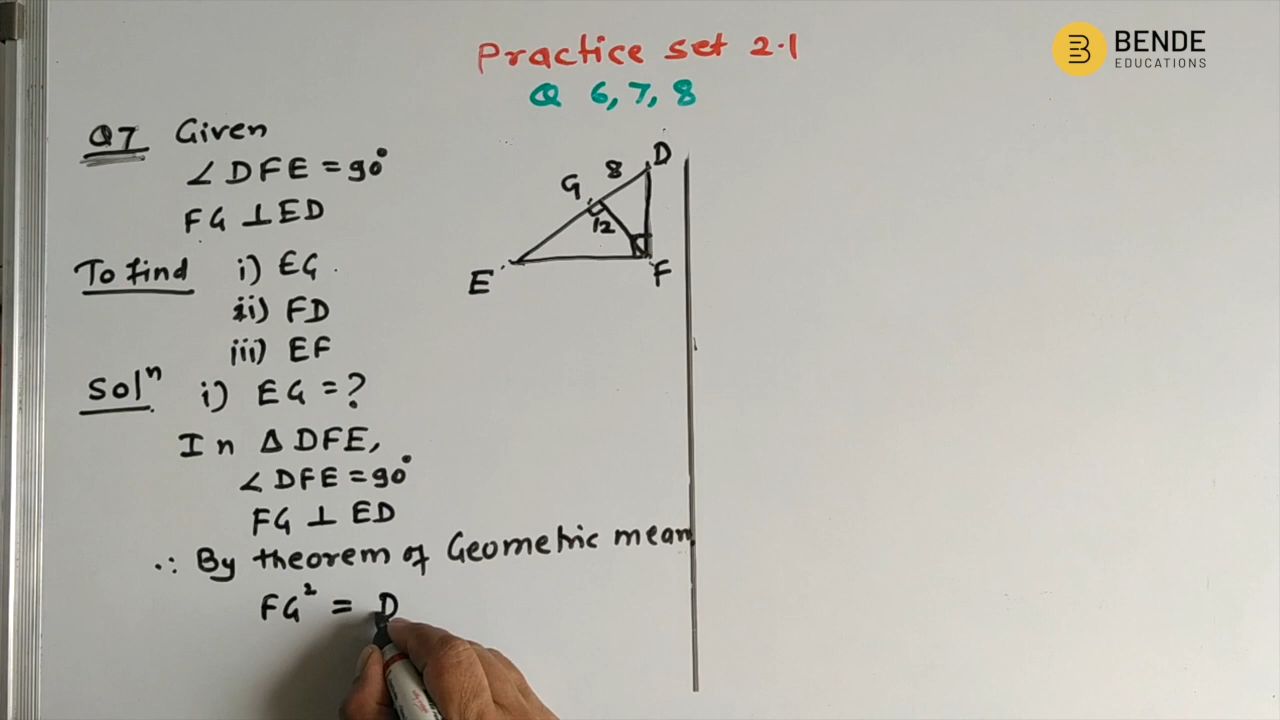 BENDE
EDUCATIONS
Practice set 2.1
Q 6, 7, 8
Q7 Given
∠DFE = 90°
FG ⊥ ED
To find i) EG
ii) FD
iii) EF
Solⁿ i) EG = ?
In Δ DFE,
∠DFE = 90°
FG ⊥ ED
∴ By theorem of Geometric mean
FG² = D
D
8
G
12
E
F